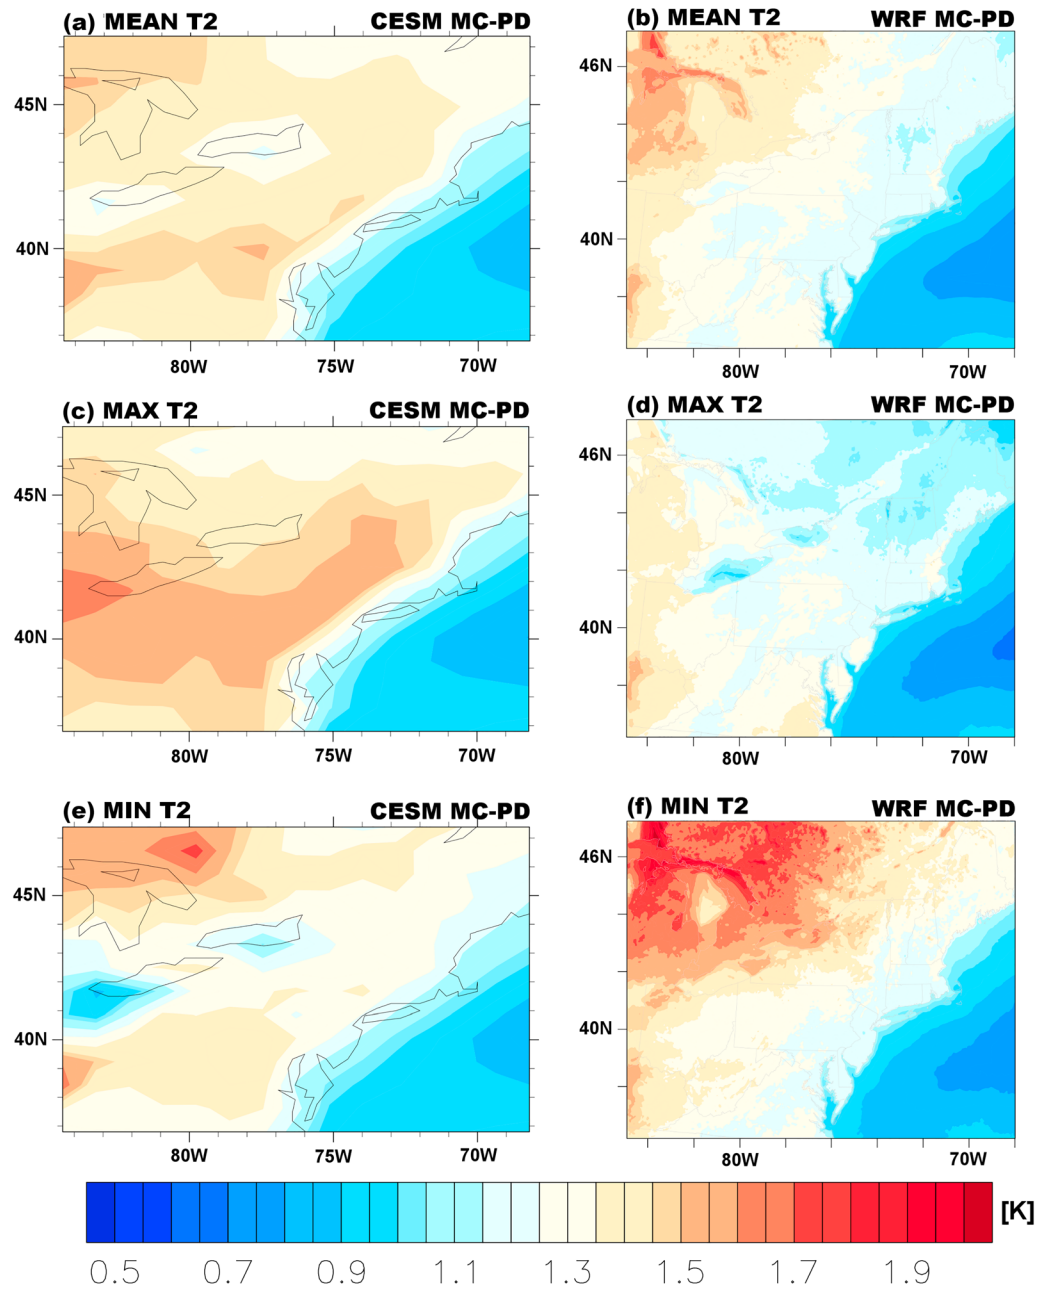 (a) MEAN T2 CESM MC-PD
45N
40N
80W 75W 70W
(b) MEAN T2 WRF MC-PD
46N
40N
80W 70W
(c) MAX T2 CESM MC-PD
45N
40N
80W 75W 70W
(d) MAX T2 WRF MC-PD
46N
40N
80W 70W
(e) MIN T2 CESM MC-PD
45N
40N
80W 75W 70W
(f) MIN T2 WRF MC-PD
46N
40N
80W 70W
[K]
0.5 0.7 0.9 1.1 1.3 1.5 1.7 1.9